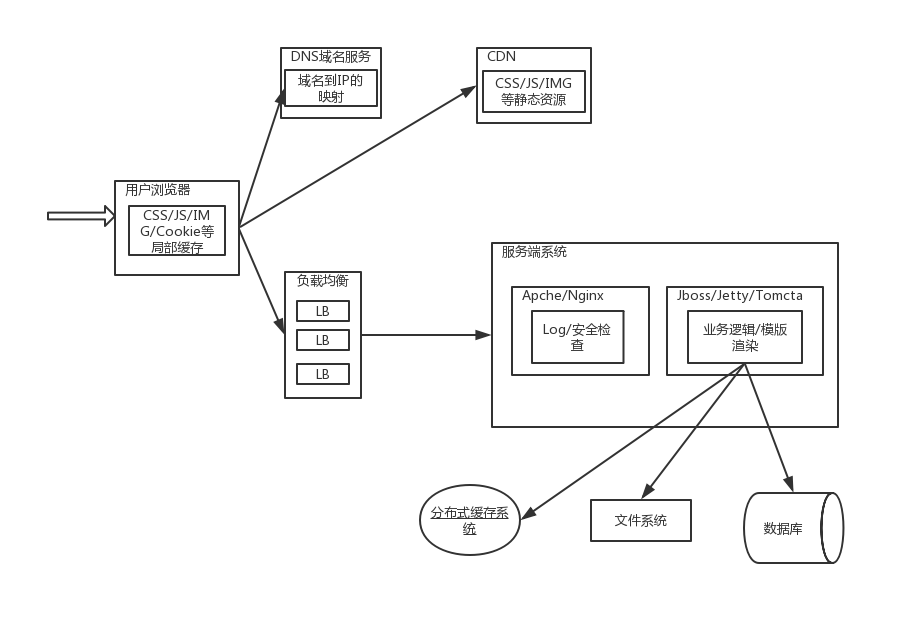 DNS域名服务
域名到IP的
映射
CDN
CSS/JS/IMG
等静态资源
用户浏览器
CSS/JS/IM
G/Cookie等
局部缓存
负载均衡
LB
LB
LB
服务端系统
Apche/Nginx
Log/安全检
查
Jboss/Jetty/Tomcta
业务逻辑/模版
渲染
分布式缓存系
统
文件系统
数据库